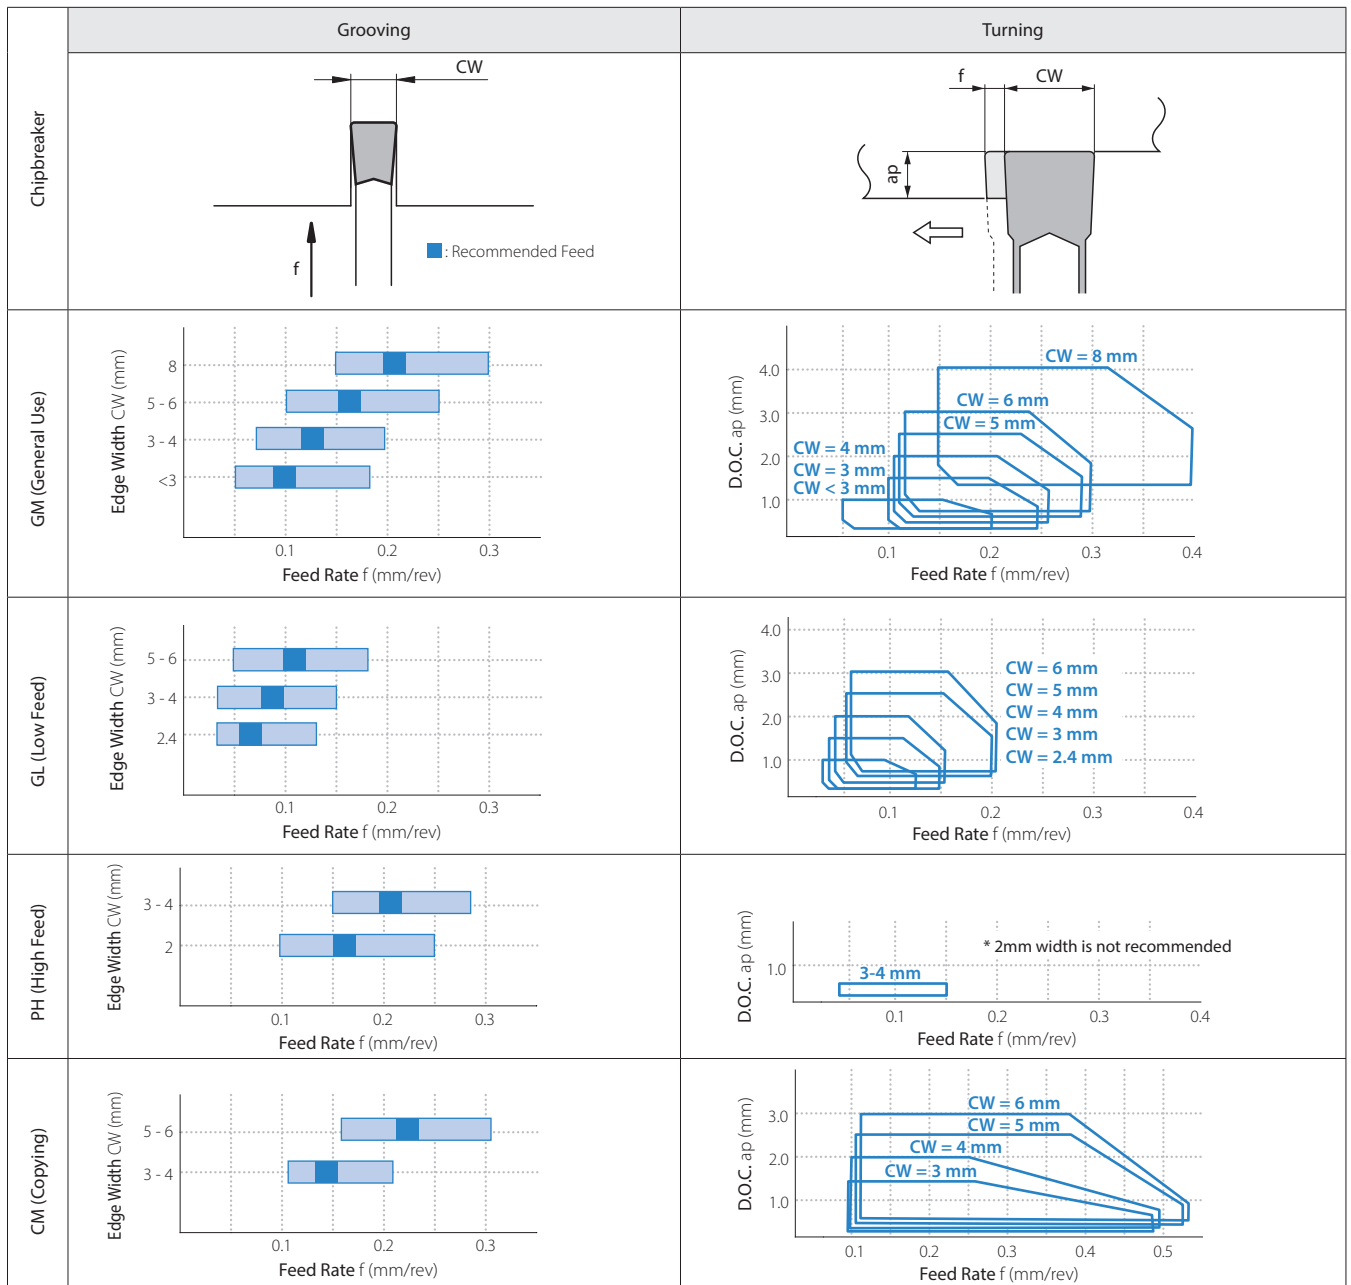 Grooving
Turning
Chipbreaker
CW
f
: Recommended Feed
f
CW
ap
GM (General Use)
Edge Width CW (mm)
8
5 - 6
3 - 4
<3
0.1
0.2
0.3
Feed Rate f (mm/rev)
D.O.C. ap (mm)
4.0
3.0
2.0
1.0
CW = 8 mm
CW = 6 mm
CW = 5 mm
CW = 4 mm
CW = 3 mm
CW < 3 mm
0.1
0.2
0.3
0.4
Feed Rate f (mm/rev)
GL (Low Feed)
Edge Width CW (mm)
5 - 6
3 - 4
2.4
0.1
0.2
0.3
Feed Rate f (mm/rev)
D.O.C. ap (mm)
4.0
3.0
2.0
1.0
CW = 6 mm
CW = 5 mm
CW = 4 mm
CW = 3 mm
CW = 2.4 mm
0.1
0.2
0.3
0.4
Feed Rate f (mm/rev)
PH (High Feed)
Edge Width CW (mm)
3 - 4
2
0.1
0.2
0.3
Feed Rate f (mm/rev)
D.O.C. ap (mm)
1.0
* 2mm width is not recommended
3-4 mm
0.1
0.2
0.3
0.4
Feed Rate f (mm/rev)
CM (Copying)
Edge Width CW (mm)
5 - 6
3 - 4
0.1
0.2
0.3
Feed Rate f (mm/rev)
D.O.C. ap (mm)
3.0
2.0
1.0
CW = 6 mm
CW = 5 mm
CW = 4 mm
CW = 3 mm
0.1
0.2
0.3
0.4
0.5
Feed Rate f (mm/rev)